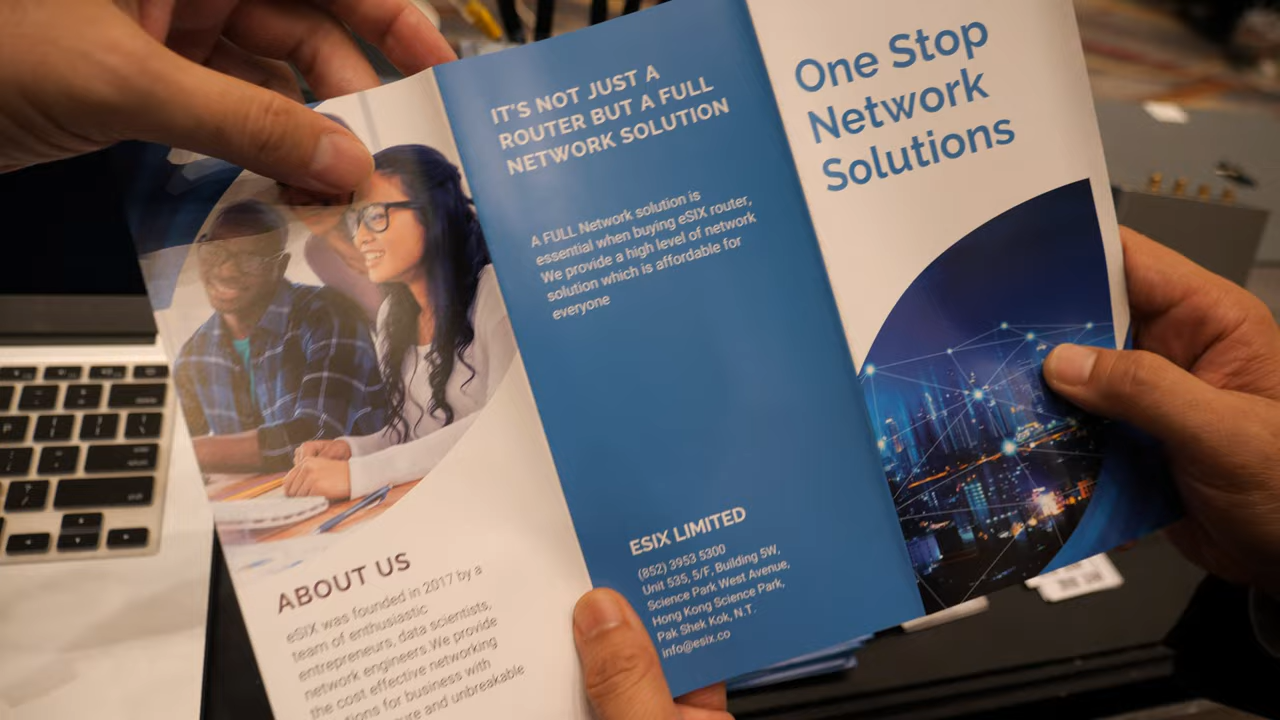 ABOUT US
eSIX was founded in 2017 by a
team of enthusiastic
entrepreneurs, data scientists,
network engineers.We provide
the cost effective networking
tions for business with
ure and unbreakable
IT'S NOT JUST A
ROUTER BUT A FULL
NETWORK SOLUTION
A FULL Network solution is
essential when buying eSIX router,
We provide a high level of network
solution which is affordable for
everyone
ESIX LIMITED
(852) 3953 5300
Unit 535, 5/F, Building 5W,
Science Park West Avenue,
Hong Kong Science Park,
Pak Shek Kok, N.T.
info@esix.co
One Stop
Network
Solutions